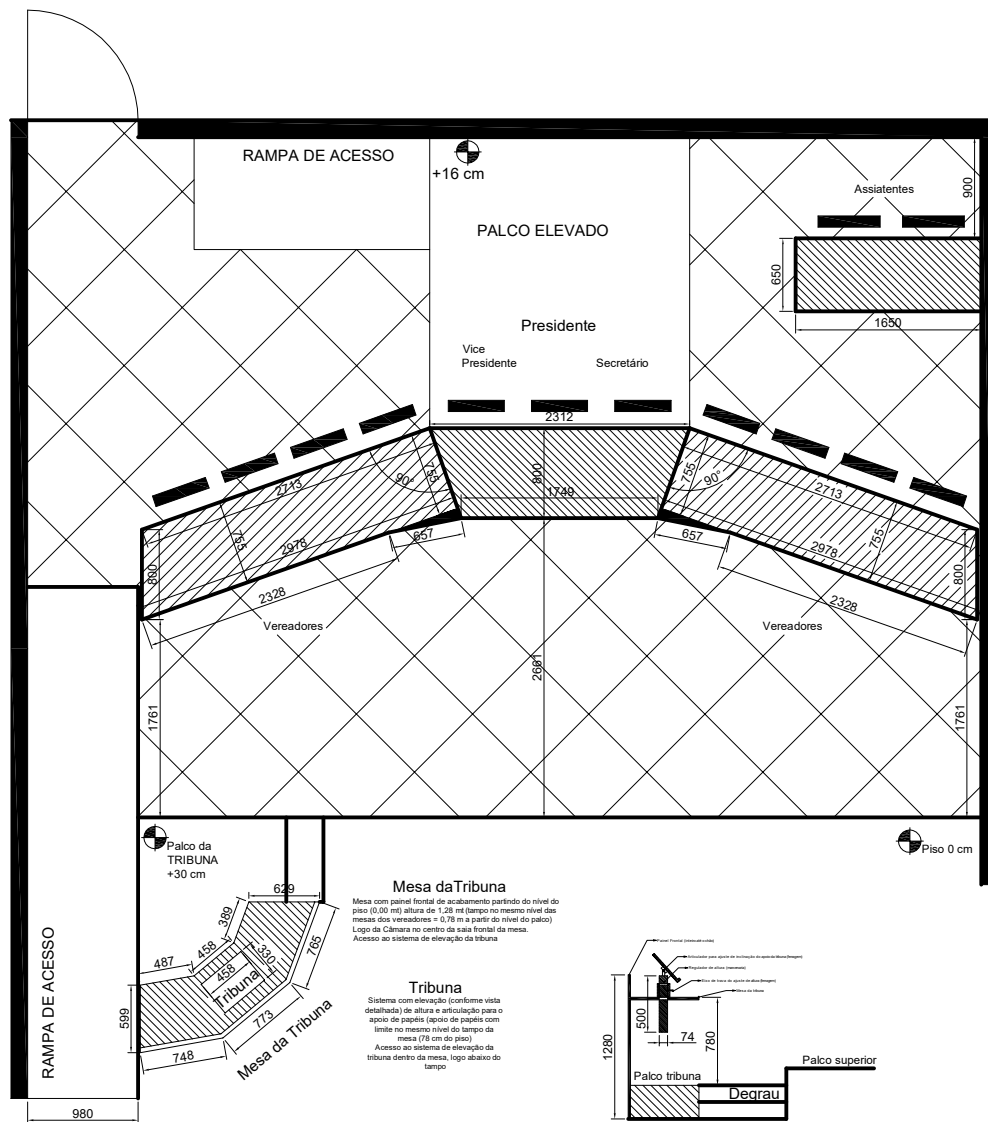 RAMPA DE ACESSO
+16 cm
PALCO ELEVADO
Assiatentes
900
650
1650
Presidente
Vice
Presidente
Secretário
2312
2713
90°
755
800
755
90°
2713
1749
755
2978
657
657
2978
755
800
2328
2328
800
Vereadores
Vereadores
2661
1761
1761
Palco da
TRIBUNA
+30 cm
Piso 0 cm
629
389
458
487
458
330
765
Tribuna
599
773
748
Mesa da Tribuna
RAMPA DE ACESSO
980
Mesa daTribuna
Mesa com painel frontal de acabamento partindo do nível do
piso (0,00 mt) altura de 1,28 mt (tampo no mesmo nível das
mesas dos vereadores = 0,78 m a partir do nível do palco)
Logo da Câmara no centro da saia frontal da mesa.
Acesso ao sistema de elevação da tribuna
Tribuna
Sistema com elevação (conforme vista
detalhada) de altura e articulação para o
apoio de papéis (apoio de papéis com
limite no mesmo nível do tampo da
mesa (78 cm do piso)
Acesso ao sistema de elevação da
tribuna dentro da mesa, logo abaixo do
tampo
Mesa da tribuna
500
1280
74
780
Palco superior
Palco tribuna
Degrau